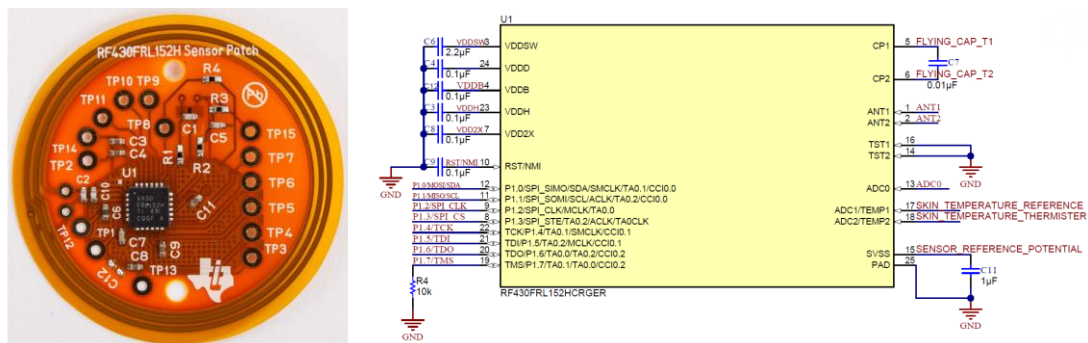 RF430FRL152H Sensor Patch
TP10 TP9
R4
TP11
R3
TP8
C1
TP15
TP14
C3
C5
C4
TP2
R1
R2
TP7
U1
C2
C10
TP6
C6
C11
TP5
TP1
TP12
C7
C9
TP4
C8
C12
TP13
TP3
U1
C6 VDDSW 3 VDDSW
2.2µF
C4 24 VDDD
0.1µF
C12 VDDB 4 VDDB
0.1µF
C3 VDDH 23 VDDH
0.1µF
C8 VDD2X 7 VDD2X
0.1µF
C9 RST/NMI 10 RST/NMI
0.1µF
GND
P1.0/MOSI/SDA 12 P1.0/SPI_SIMO/SDA/SMCLK/TA0.1/CCI0.0
P1.1MISO/SCL 11 P1.1/SPI_SOMI/SCL/ACLK/TA0.2/CCI0.0
P1.2/SPI_CLK 9 P1.2/SPI_CLK/MCLK/TA0.0
P1.3/SPI_CS 8 P1.3/SPI_STE/TA0.2/ACLK/TA0CLK
P1.4/TCK 22 TCK/P1.4/TA0.1/SMCLK/CCI0.1
P1.5/TDI 21 TDI/P1.5/TA0.2/MCLK/CCI0.1
P1.6/TDO 20 TDO/P1.6/TA0.0/TA0.2/CCI0.2
P1.7/TMS 19 TMS/P1.7/TA0.1/TA0.0/CCI0.2
R4
10k
GND
RF430FRL152HCRGER
CP1 5 FLYING_CAP_T1
C7
CP2 6 FLYING_CAP_T2
0.01µF
ANT1 1 ANT1
ANT2 2 ANT2
TST1 16
TST2 14
GND
ADC0 13 ADC0
ADC1/TEMP1 17 SKIN_TEMPERATURE_REFERENCE
ADC2/TEMP2 18 SKIN_TEMPERATURE_THERMISTER
SVSS 15 SENSOR_REFERENCE_POTENTIAL
PAD 25
C11
1µF
GND